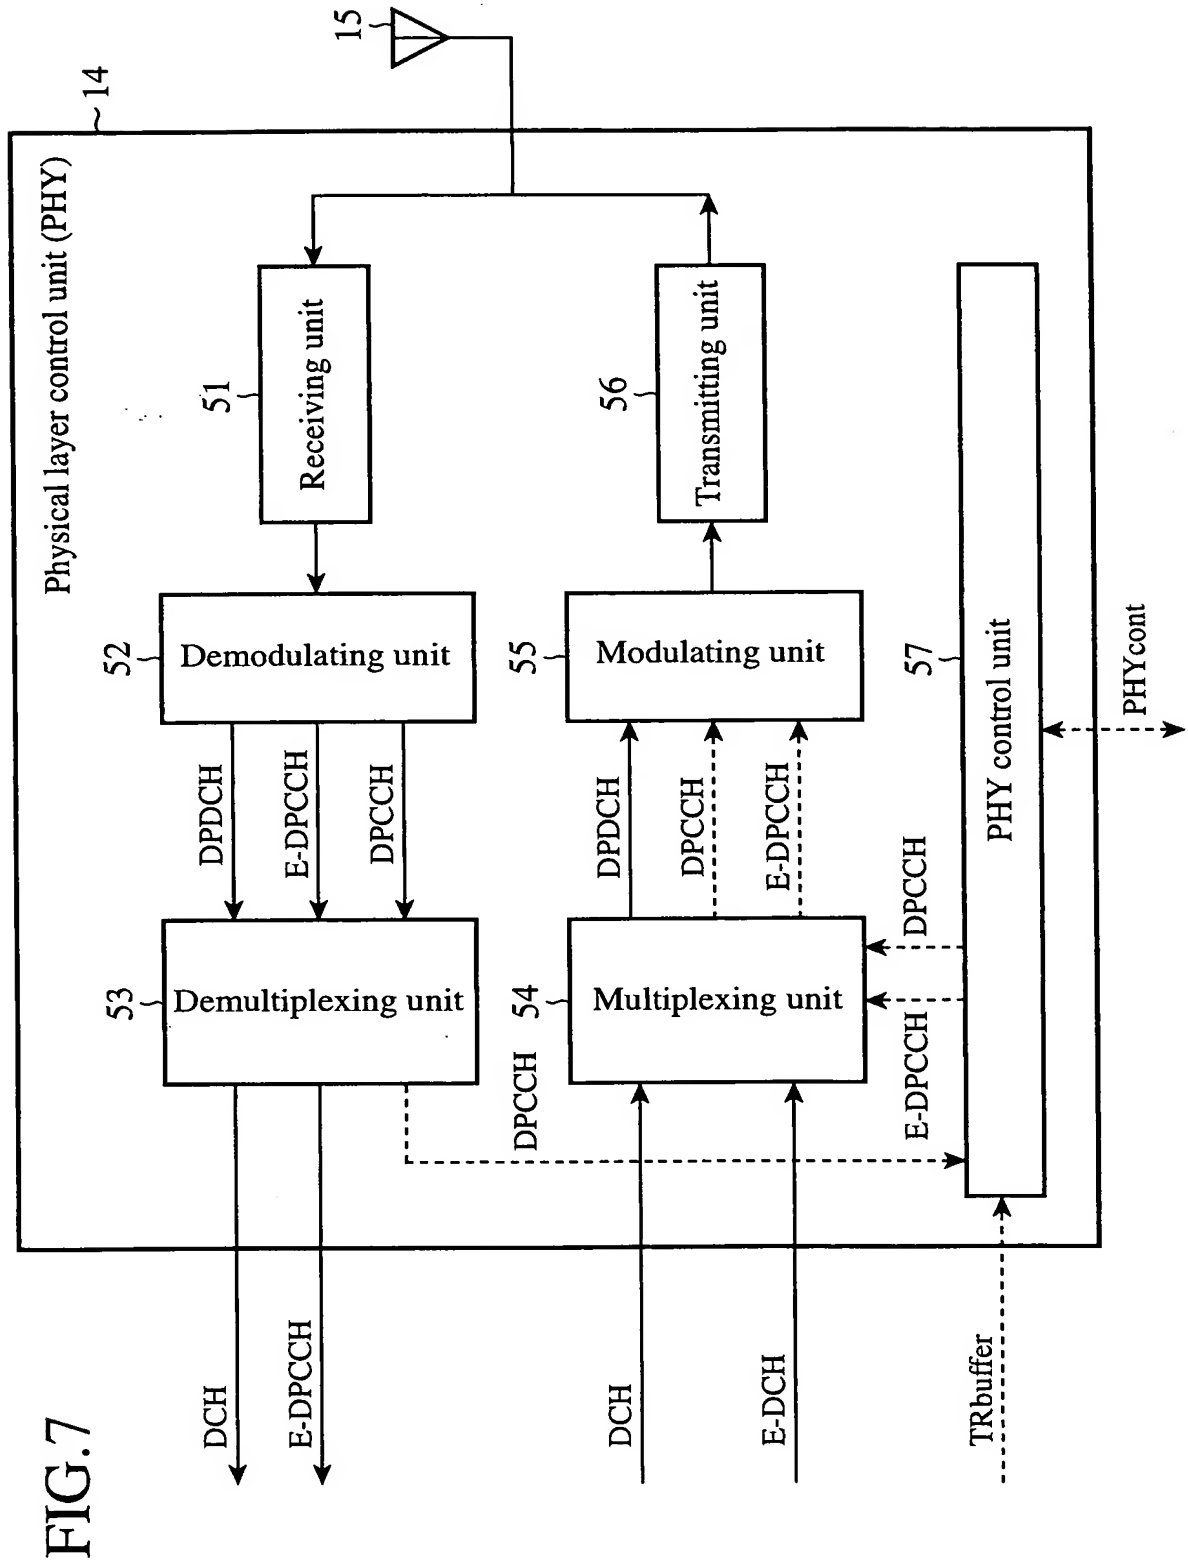 FIG.7
Physical layer control unit (PHY)
14
15
DCH
E-DPCCH
53
Demultiplexing unit
DPDCH
E-DPCCH
DPCCH
52
Demodulating unit
51
Receiving unit
DPCCH
DCH
E-DCH
54
Multiplexing unit
DPDCH
DPCCH
E-DPCCH
55
Modulating unit
56
Transmitting unit
E-DPCCH
DPCCH
57
TRbuffer
PHY control unit
PHYcont